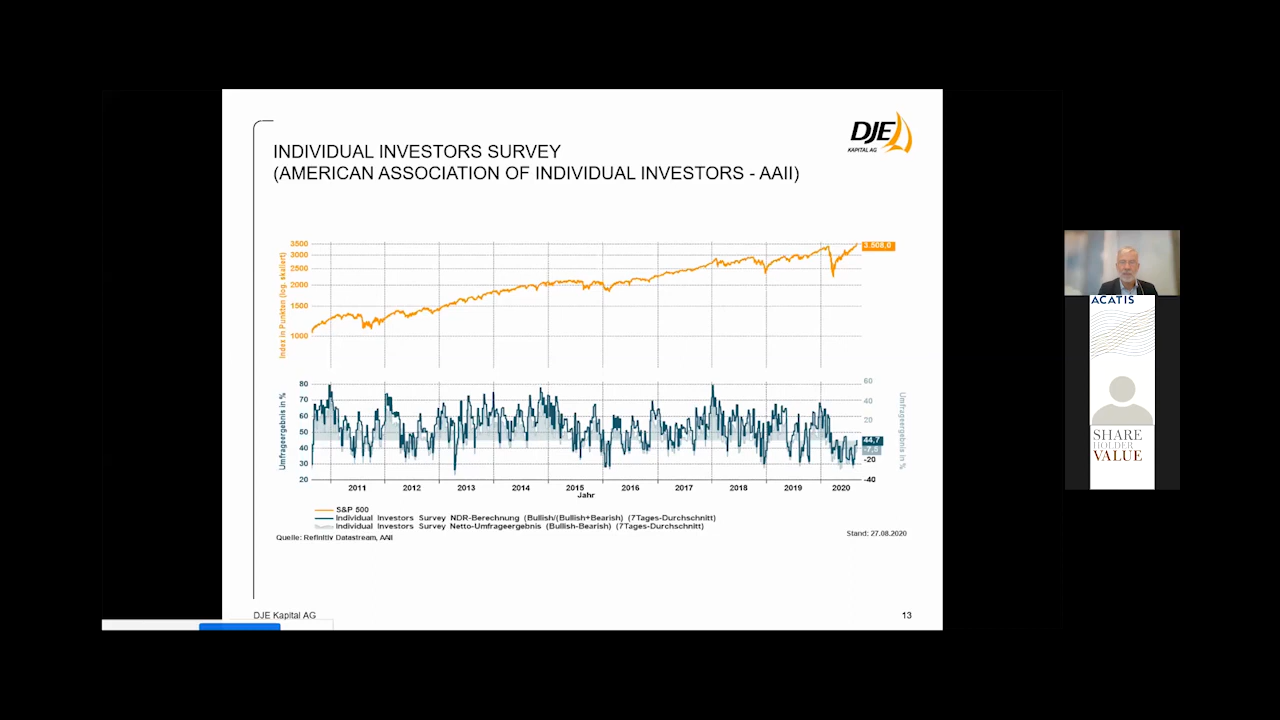 DJE
KAPITAL AG
INDIVIDUAL INVESTORS SURVEY
(AMERICAN ASSOCIATION OF INDIVIDUAL INVESTORS - AAII)
3500
3000
2500
2000
1500
1000
Index in Punkten (log. skaliert)
3.508,0
80
70
60
50
40
30
20
Umfrageergebnis in %
60
40
20
44,7
-7,5
-20
-40
Umfrageergebnis in %
2011 2012 2013 2014 2015 2016 2017 2018 2019 2020
Jahr
S&P 500
Individual Investors Survey NDR-Berechnung (Bullish/(Bullish+Bearish) (7Tages-Durchschnitt)
Individual Investors Survey Netto-Umfrageergebnis (Bullish-Bearish) (7Tages-Durchschnitt)
Quelle: Refinitiv Datastream, AAII
Stand: 27.08.2020
DJE Kapital AG
13
ACATIS
SHARE
HOLDER
VALUE